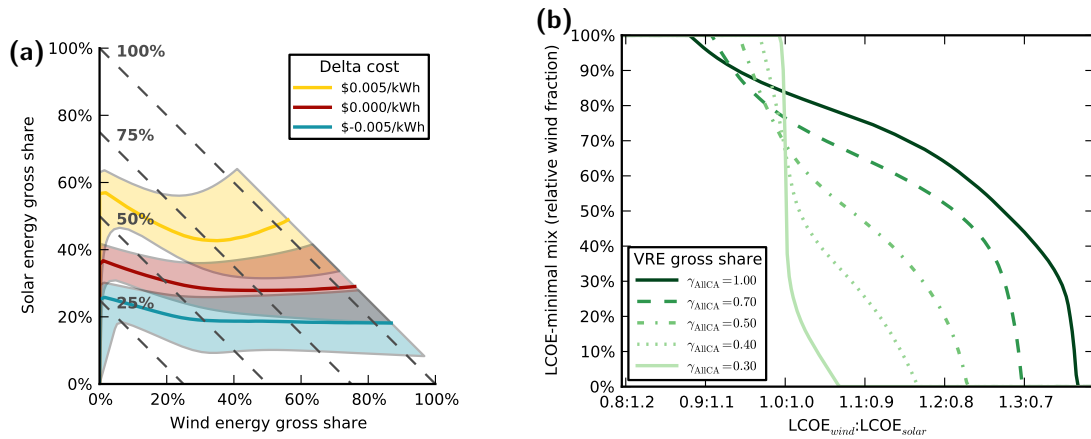 (a)
100%
80%
60%
40%
20%
0%
Solar energy gross share
100%
75%
50%
25%
Delta cost
$0.005/kWh
$0.000/kWh
$-0.005/kWh
0% 20% 40% 60% 80% 100%
Wind energy gross share
(b)
100%
90%
80%
70%
60%
50%
40%
30%
20%
10%
0%
LCOE-minimal mix (relative wind fraction)
VRE gross share
γAllCA=1.00
γAllCA=0.70
γAllCA=0.50
γAllCA=0.40
γAllCA=0.30
0.8:1.2 0.9:1.1 1.0:1.0 1.1:0.9 1.2:0.8 1.3:0.7
LCOEwind:LCOEsolar